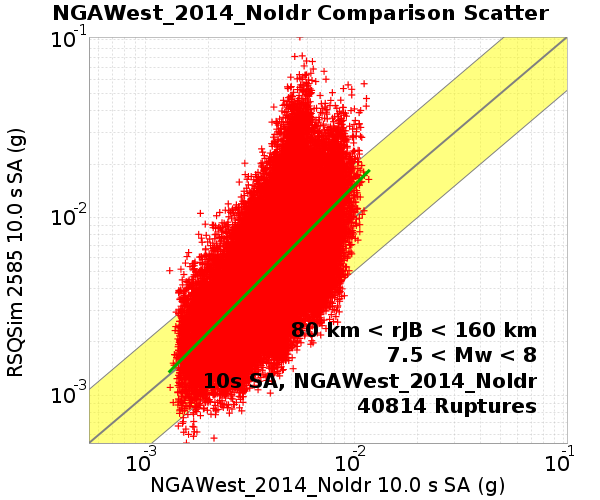 NGAWest_2014_NoIdr Comparison Scatter
10-1
10-2
10-3
RSQSim 2585 10.0 s SA (g)
80 km < rJB < 160 km
7.5 < Mw < 8
10s SA, NGAWest_2014_NoIdr
40814 Ruptures
10-3 10-2 10-1
NGAWest_2014_NoIdr 10.0 s SA (g)